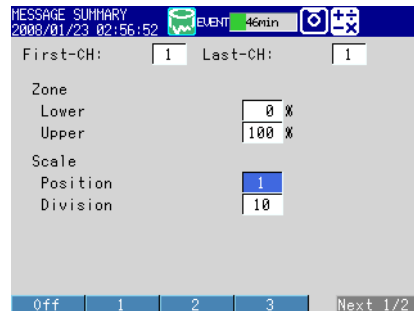 MESSAGE SUMMARY
2008/01/23 02:56:52 EVENT 46min
First-CH: 1 Last-CH: 1
Zone
Lower 0 %
Upper 100 %
Scale
Position 1
Division 10
Off 1 2 3 Next 1/2